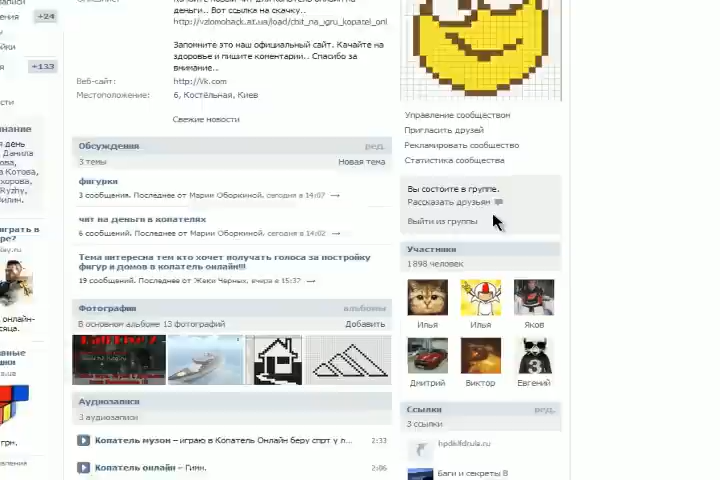 +24
+133
деньги.. Вот ссылка на скачку..
http://vzlomohack.at.ua/load/chit_na_igru_kopatel_onl
Запомните это наш официальный сайт. Качайте на
здоровье и пишите коментарии.. Спасибо за
внимание..
Веб-сайт: http://vk.com
Местоположение: 6, Костёльная, Киев
Свежие новости
Обсуждения ред.
3 темы Новая тема
фигурки
3 сообщения. Последнее от Марии Оборкиной, сегодня в 14:07 →
чит на деньги в копателях
6 сообщений. Последнее от Марии Оборкиной, сегодня в 14:02 →
Тема интересна тем кто хочет получать голоса за постройку
фигур и домов в копатель онлайн!!!
19 сообщений. Последнее от Жеки Черных, вчера в 15:37 →
Фотографии альбомы
В основном альбоме 13 фотографий Добавить
Аудиозаписи
3 аудиозаписи
Копатель музон – играю в Копатель Онлайн беру спрт у л... 2:33
Копатель онлайн – Гимн. 2:06
Управление сообществом
Пригласить друзей
Рекламировать сообщество
Статистика сообщества
Вы состоите в группе.
Рассказать друзьям
Выйти из группы
Участники
1898 человек
Илья Илья Яков
Дмитрий Виктор Евгений
Ссылки ред.
3 ссылки
Баги и секреты В